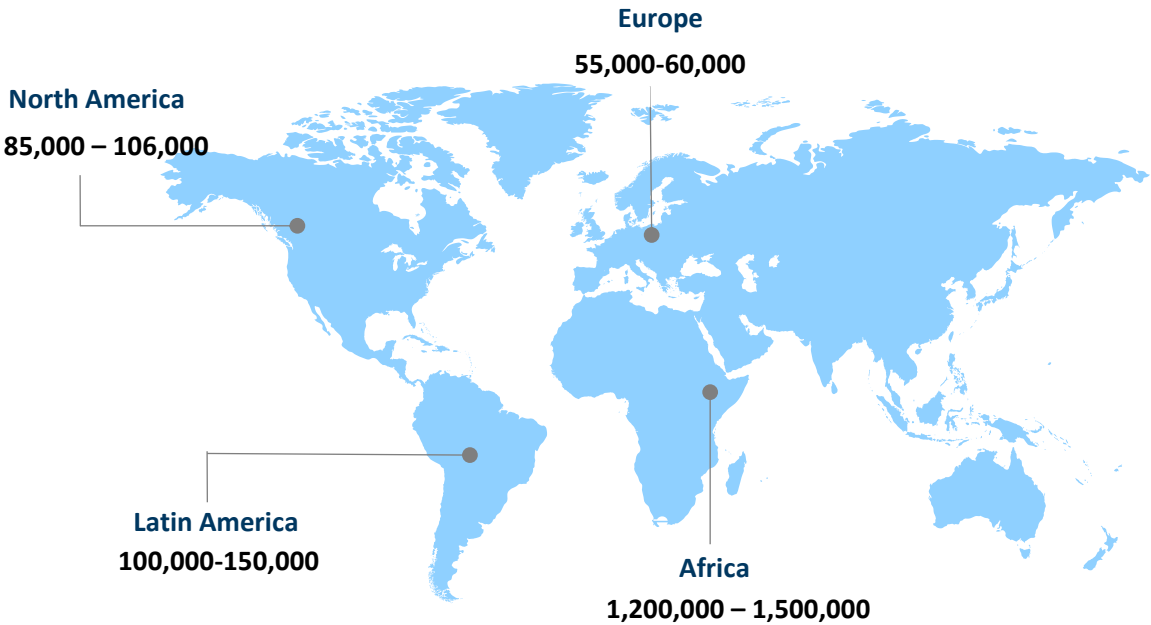 Europe
55,000-60,000
North America
85,000 – 106,000
Latin America
100,000-150,000
Africa
1,200,000 – 1,500,000